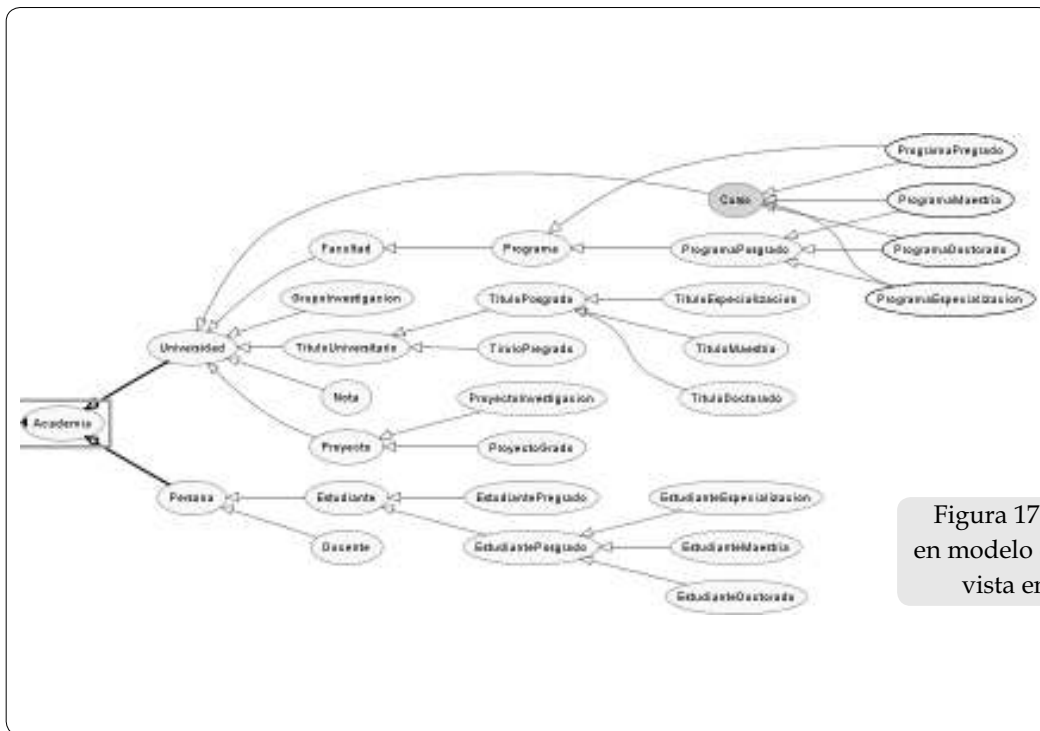 ProgramaPregrado
Curso
ProgramaMaestria
Facultad
Programa
ProgramaPosgrado
ProgramaDoctorado
GrupoInvestigacion
TituloPosgrado
TituloEspecializacion
ProgramaEspecializacion
Universidad
TituloUniversitario
TituloPregrado
TituloMaestria
Nota
ProyectoInvestigacion
TituloDoctorado
Academia
Proyecto
ProyectoGrado
Persona
Estudiante
EstudiantePregrado
EstudianteEspecializacion
Docente
EstudiantePosgrado
EstudianteMaestria
EstudianteDoctorado
Figura 17
en modelo
vista en